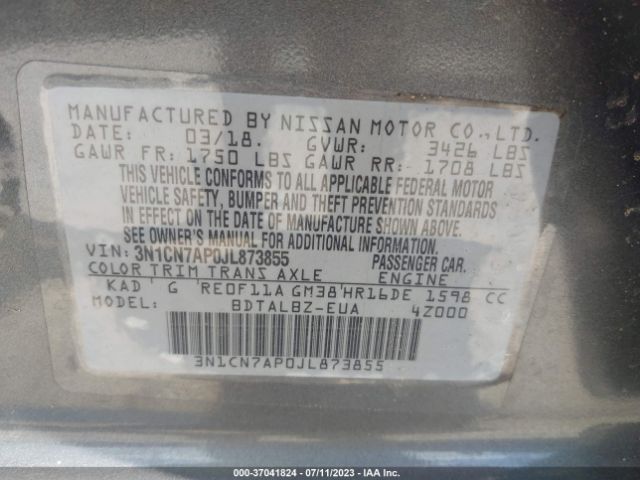 MANUFACTURED BY NISSAN MOTOR CO., LTD.
DATE: 03/18. GVWR: 3426 LBS
GAWR FR: 1750 LBS GAWR RR: 1708 LBS
THIS VEHICLE CONFORMS TO ALL APPLICABLE FEDERAL MOTOR
VEHICLE SAFETY, BUMPER AND THEFT PREVENTION STANDARDS
IN EFFECT ON THE DATE OF MANUFACTURE SHOWN ABOVE.
SEE OWNER'S MANUAL FOR ADDITIONAL INFORMATION.
VIN: 3N1CN7AP0JL873855 PASSENGER CAR.
COLOR TRIM TRANS AXLE ENGINE
KAD G RE0F11A GM38 HR16DE 1598 CC
MODEL: BDTALBZ-EUA 4Z000
3N1CN7AP0JL873855
000-37041824 / 07/11/2023 - IAA Inc.